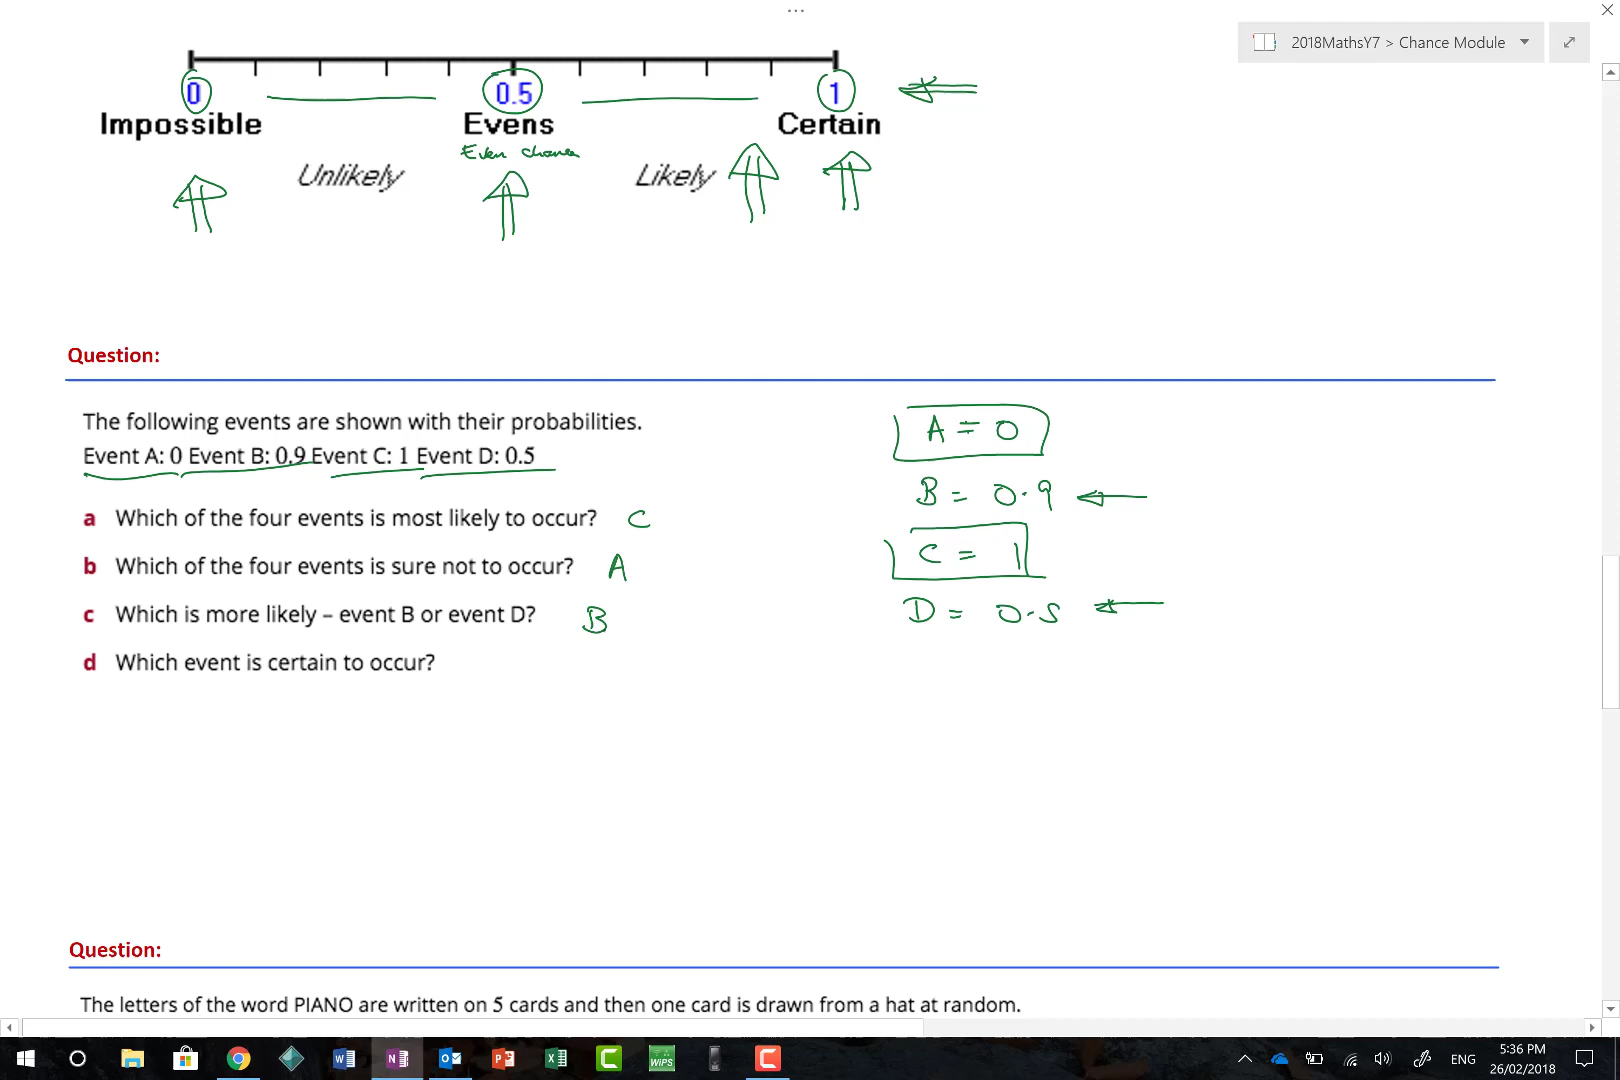 ...
2018MathsY7 > Chance Module
0 0.5 1
Impossible Evens Certain
Even chance
Unlikely Likely
Question:
The following events are shown with their probabilities.
Event A: 0 Event B: 0.9 Event C: 1 Event D: 0.5
A = 0
B = 0.9
a Which of the four events is most likely to occur? C
C = 1
b Which of the four events is sure not to occur? A
c Which is more likely – event B or event D? B
D = 0.5
d Which event is certain to occur?
Question:
The letters of the word PIANO are written on 5 cards and then one card is drawn from a hat at random.
WiPS
ENG
5:36 PM
26/02/2018